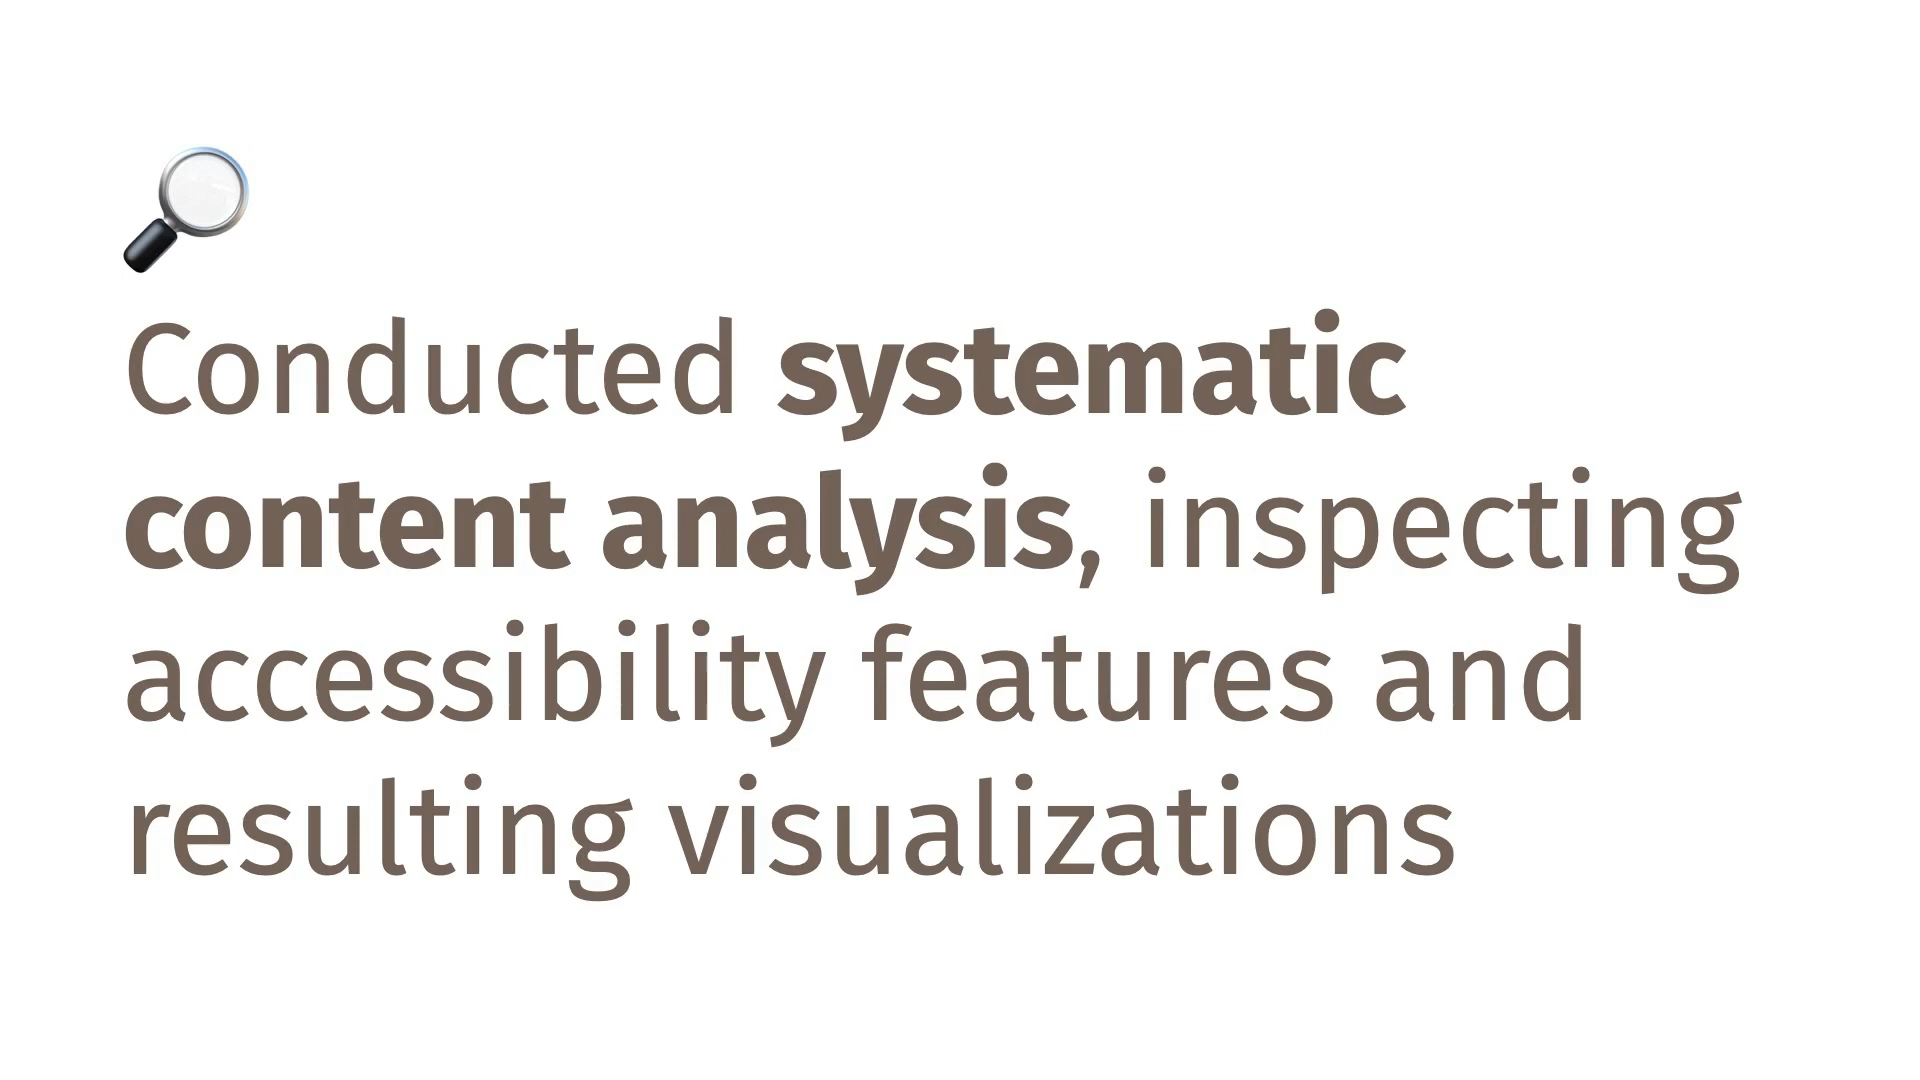 Conducted systematic
content analysis, inspecting
accessibility features and
resulting visualizations